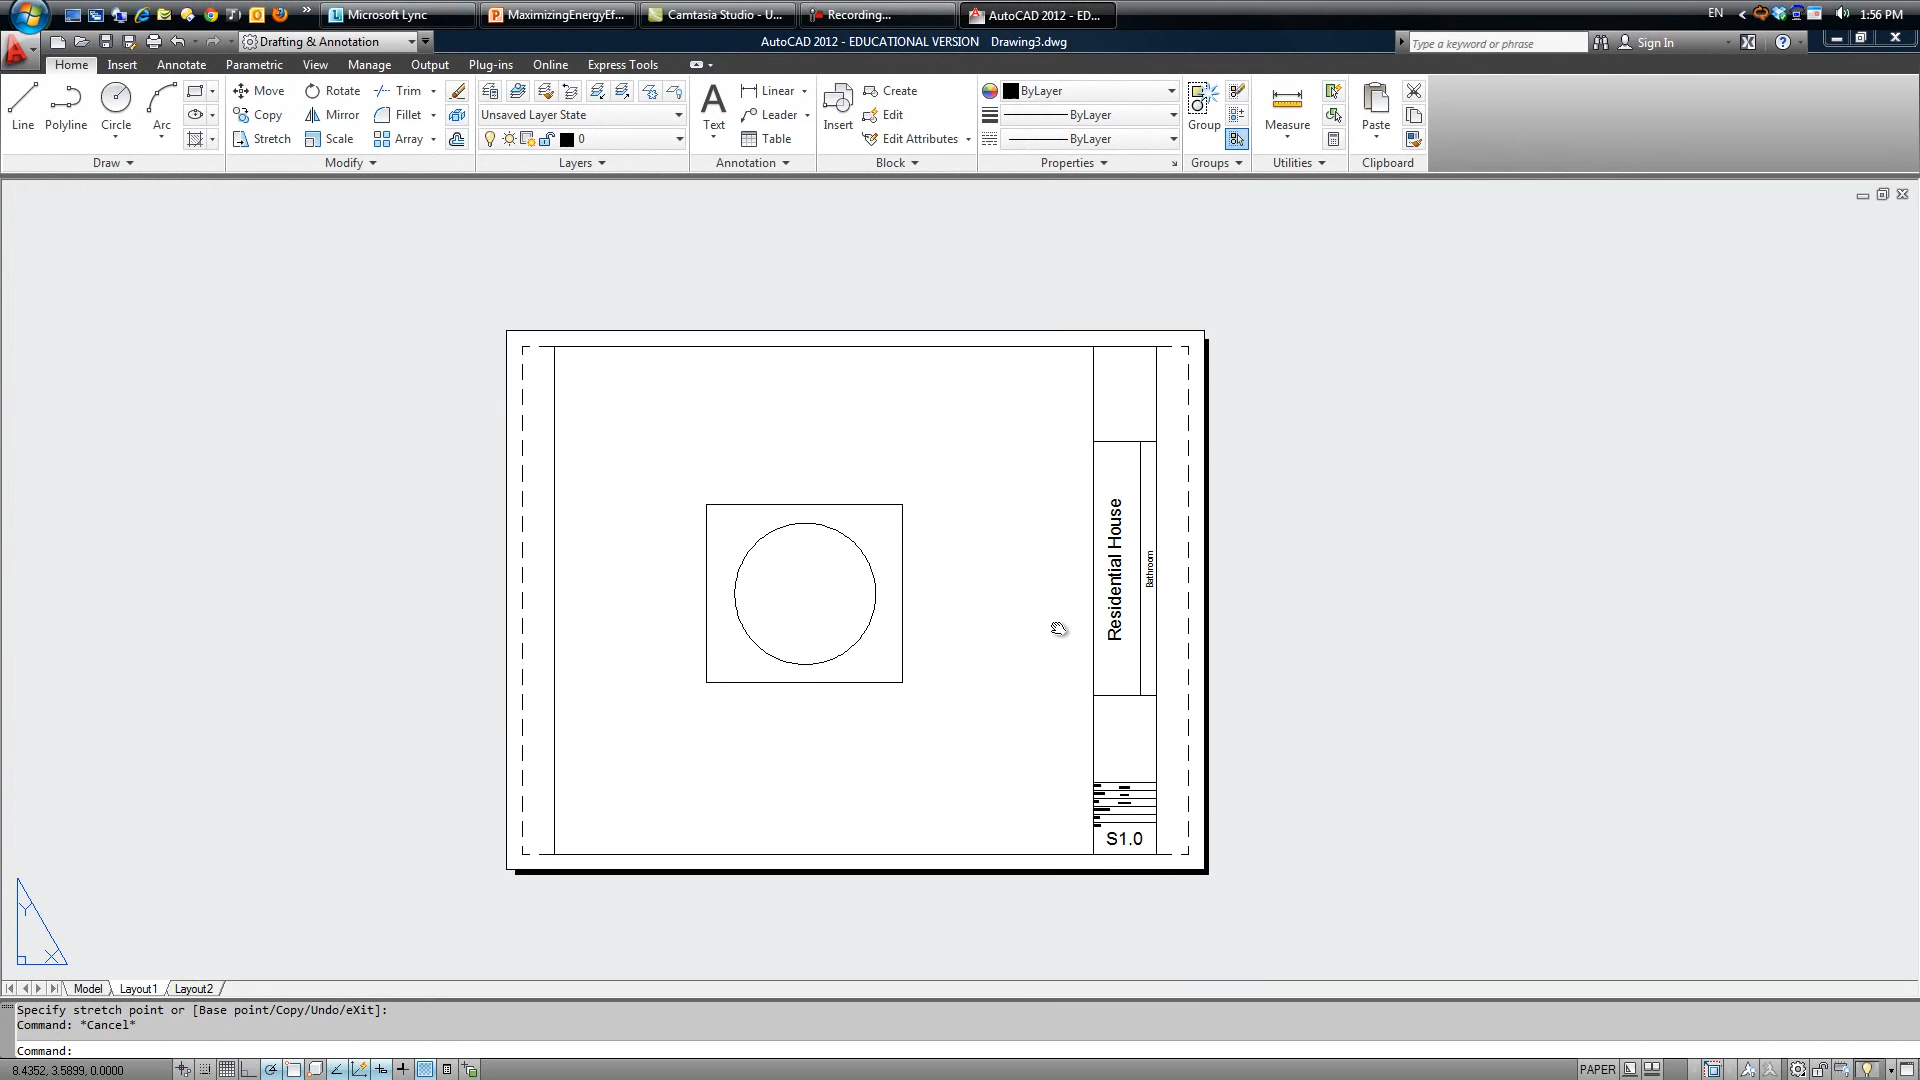 Microsoft Lync
MaximizingEnergyEf...
Camtasia Studio - U...
Recording...
AutoCAD 2012 - ED...
EN
1:56 PM
Drafting & Annotation
AutoCAD 2012 - EDUCATIONAL VERSION Drawing3.dwg
Type a keyword or phrase
Sign In
Home Insert Annotate Parametric View Manage Output Plug-ins Online Express Tools
Line
Polyline
Circle
Arc
Draw
Move Rotate Trim
Copy Mirror Fillet
Stretch Scale Array
Modify
Unsaved Layer State
0
Layers
Text
Linear
Leader
Table
Annotation
Insert
Create
Edit
Edit Attributes
Block
ByLayer
ByLayer
ByLayer
Properties
Group
Groups
Measure
Utilities
Paste
Clipboard
Residential House
Bathroom
S1.0
Y
X
Model Layout1 Layout2
Specify stretch point or [Base point/Copy/Undo/eXit]:
Command: *Cancel*
Command:
8.4352, 3.5899, 0.0000
PAPER